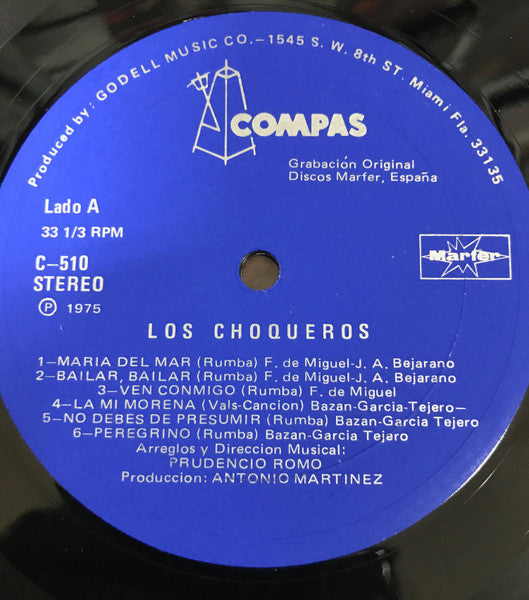 Produced by: GODELL MUSIC CO.–1545 S. W. 8th ST. Miami Fla. 33135
COMPAS
Grabación Original
Discos Marfer, España
Lado A
33 1/3 RPM
C–510
STEREO
Ⓟ 1975
Marfer
LOS CHOQUEROS
1–MARIA DEL MAR (Rumba) F. de Miguel-J. A. Bejarano
2–BAILAR, BAILAR (Rumba) F. de Miguel-J. A. Bejarano
3–VEN CONMIGO (Rumba) F. de Miguel
4–LA MI MORENA (Vals-Cancion) Bazan-Garcia-Tejero–
5–NO DEBES DE PRESUMIR (Rumba) Bazan-Garcia Tejero
6–PEREGRINO (Rumba) Bazan-Garcia Tejero
Arreglos y Direccion Musical:
PRUDENCIO ROMO
Produccion: ANTONIO MARTINEZ